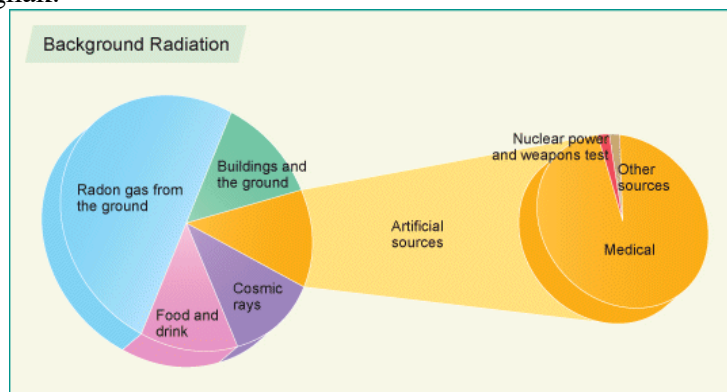 Background Radiation
Radon gas from
the ground
Buildings and
the ground
Artificial
sources
Cosmic
rays
Food and
drink
Nuclear power
and weapons test
Other
sources
Medical